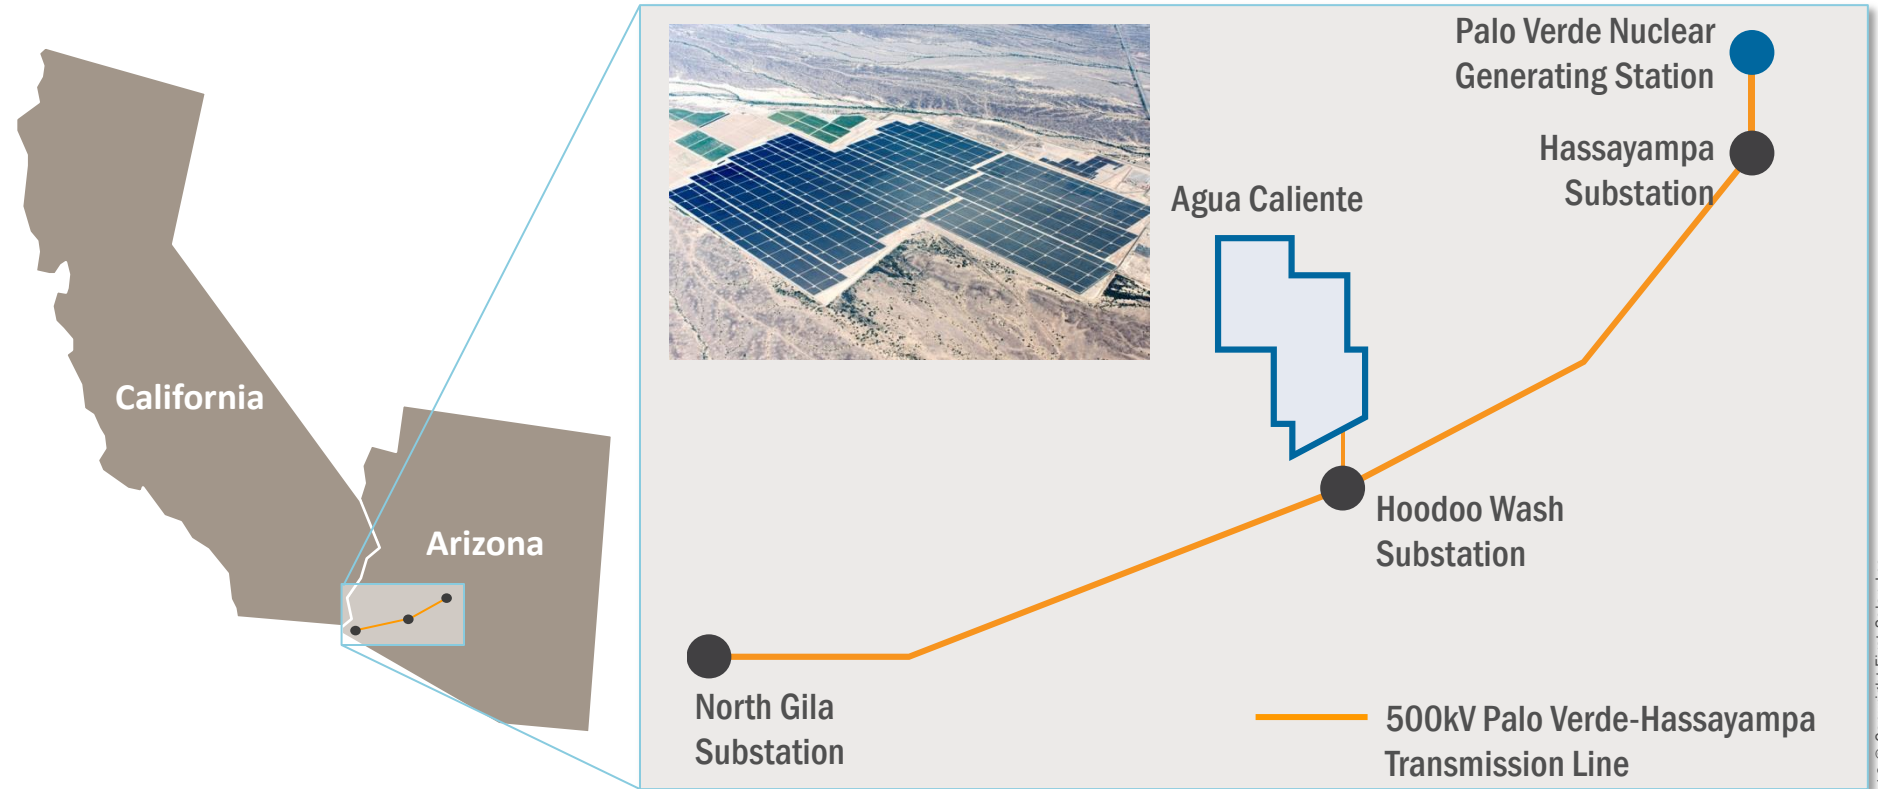 California
Arizona
Palo Verde Nuclear
Generating Station
Hassayampa
Substation
Agua Caliente
Hoodoo Wash
Substation
North Gila
Substation
500kV Palo Verde-Hassayampa
Transmission Line